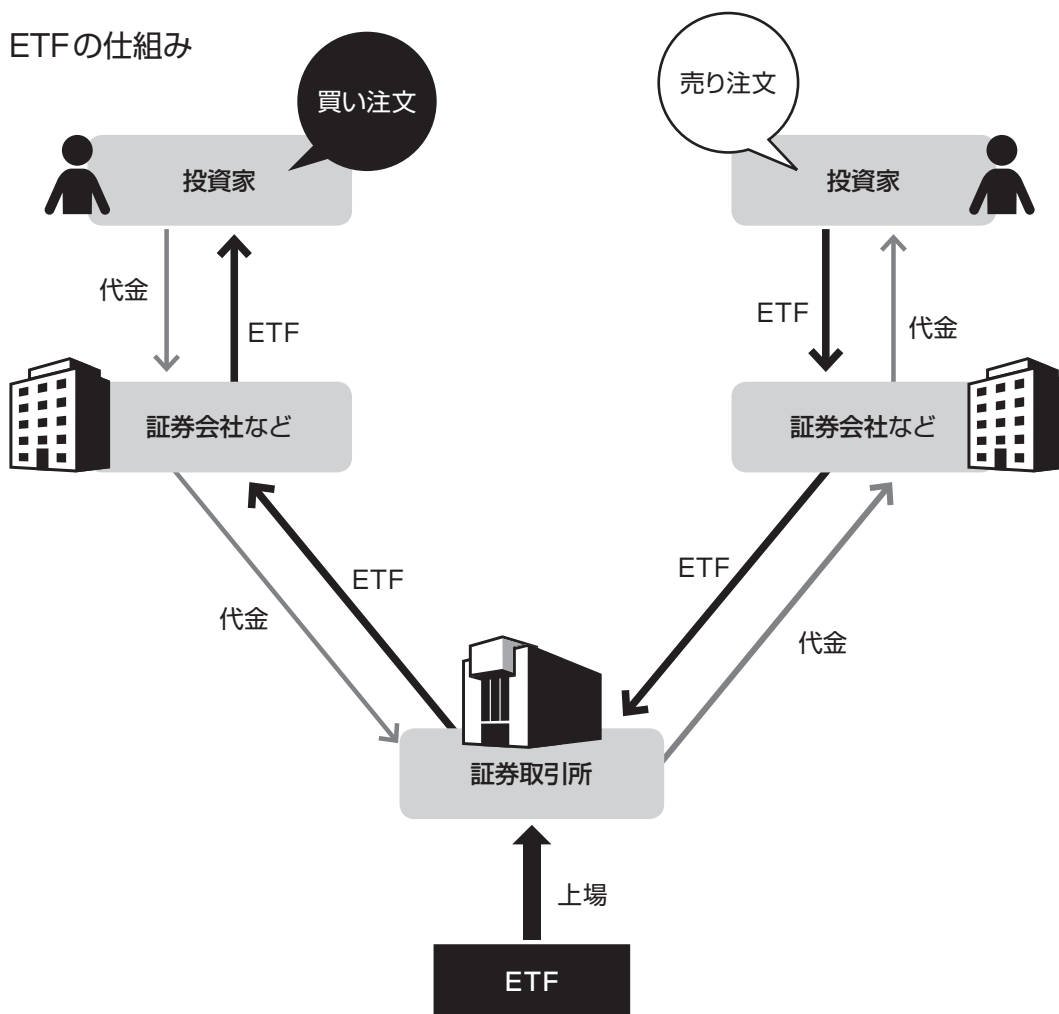 ETFの仕組み
買い注文
売り注文
投資家
投資家
代金
ETF
ETF
代金
証券会社など
証券会社など
ETF
代金
ETF
代金
証券取引所
上場
ETF